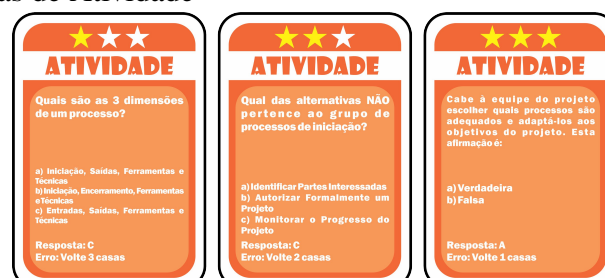 as de Atividade
ATIVIDADE
Quais são as 3 dimensões
de um processo?
a) Iniclação, Saídas, Ferramentas e
Técnicas
b) Iniciação, Encerramento, Ferramentas
e Técnicas
c) Entradas, Saídas, Ferramentas e
Técnicas
Resposta: C
Erro: Volte 3 casas
ATIVIDADE
Qual das alternativas NÃO
pertence ao grupo de
processos de iniciação?
a) Identificar Partes Interessadas
b) Autorizar Formalmente um
Projeto
c) Monitorar o Progresso do
Projeto
Resposta: C
Erro: Volte 2 casas
ATIVIDADE
Cabe à equipe do projeto
escolher quais processos são
adequados e adaptá-los aos
objetivos do projeto. Esta
afirmação é:
a) Verdadeira
b) Falsa
Resposta: A
Erro: Volte 1 casas